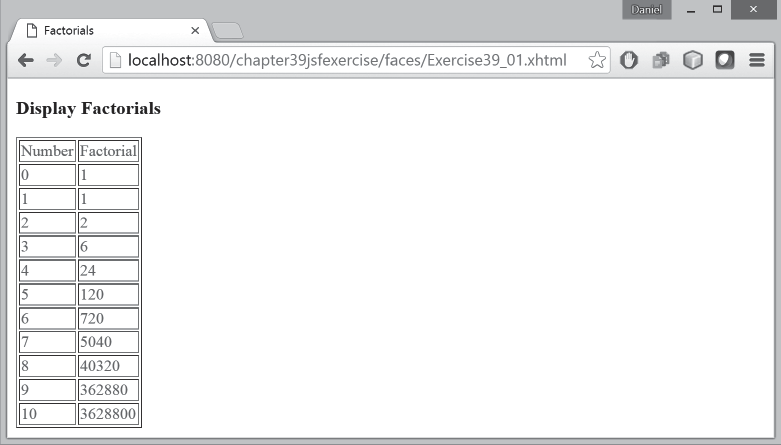 Daniel
Factorials
localhost:8080/chapter39jsfexercise/faces/Exercise39_01.xhtml
Display Factorials
Number Factorial
0 1
1 1
2 2
3 6
4 24
5 120
6 720
7 5040
8 40320
9 362880
10 3628800